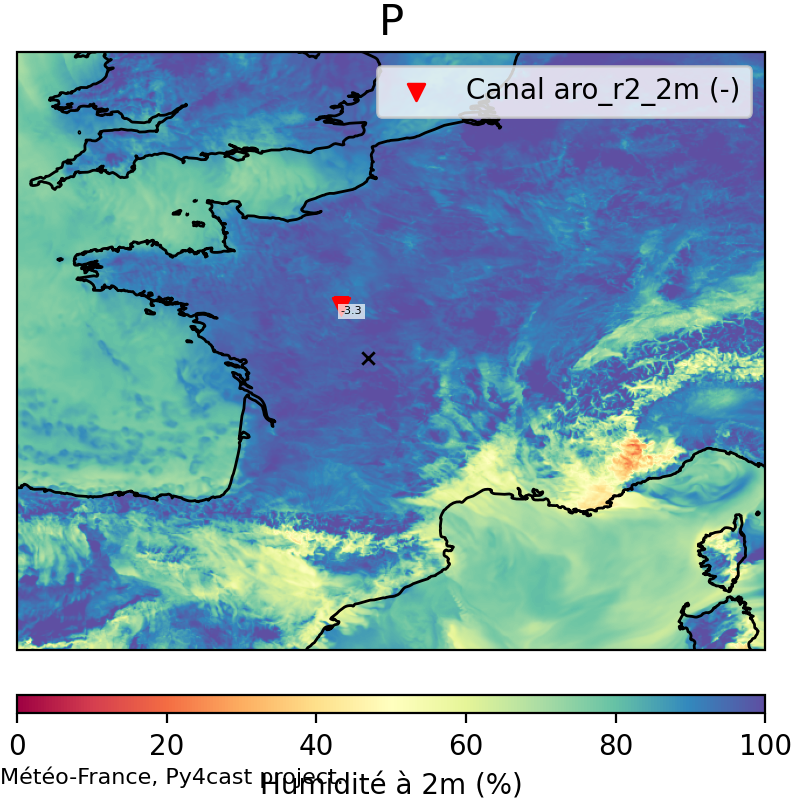 P
Canal aro_r2_2m (-)
-3.3
0 20 40 60 80 100
Météo-France, Py4cast project.
Humidité à 2m (%)